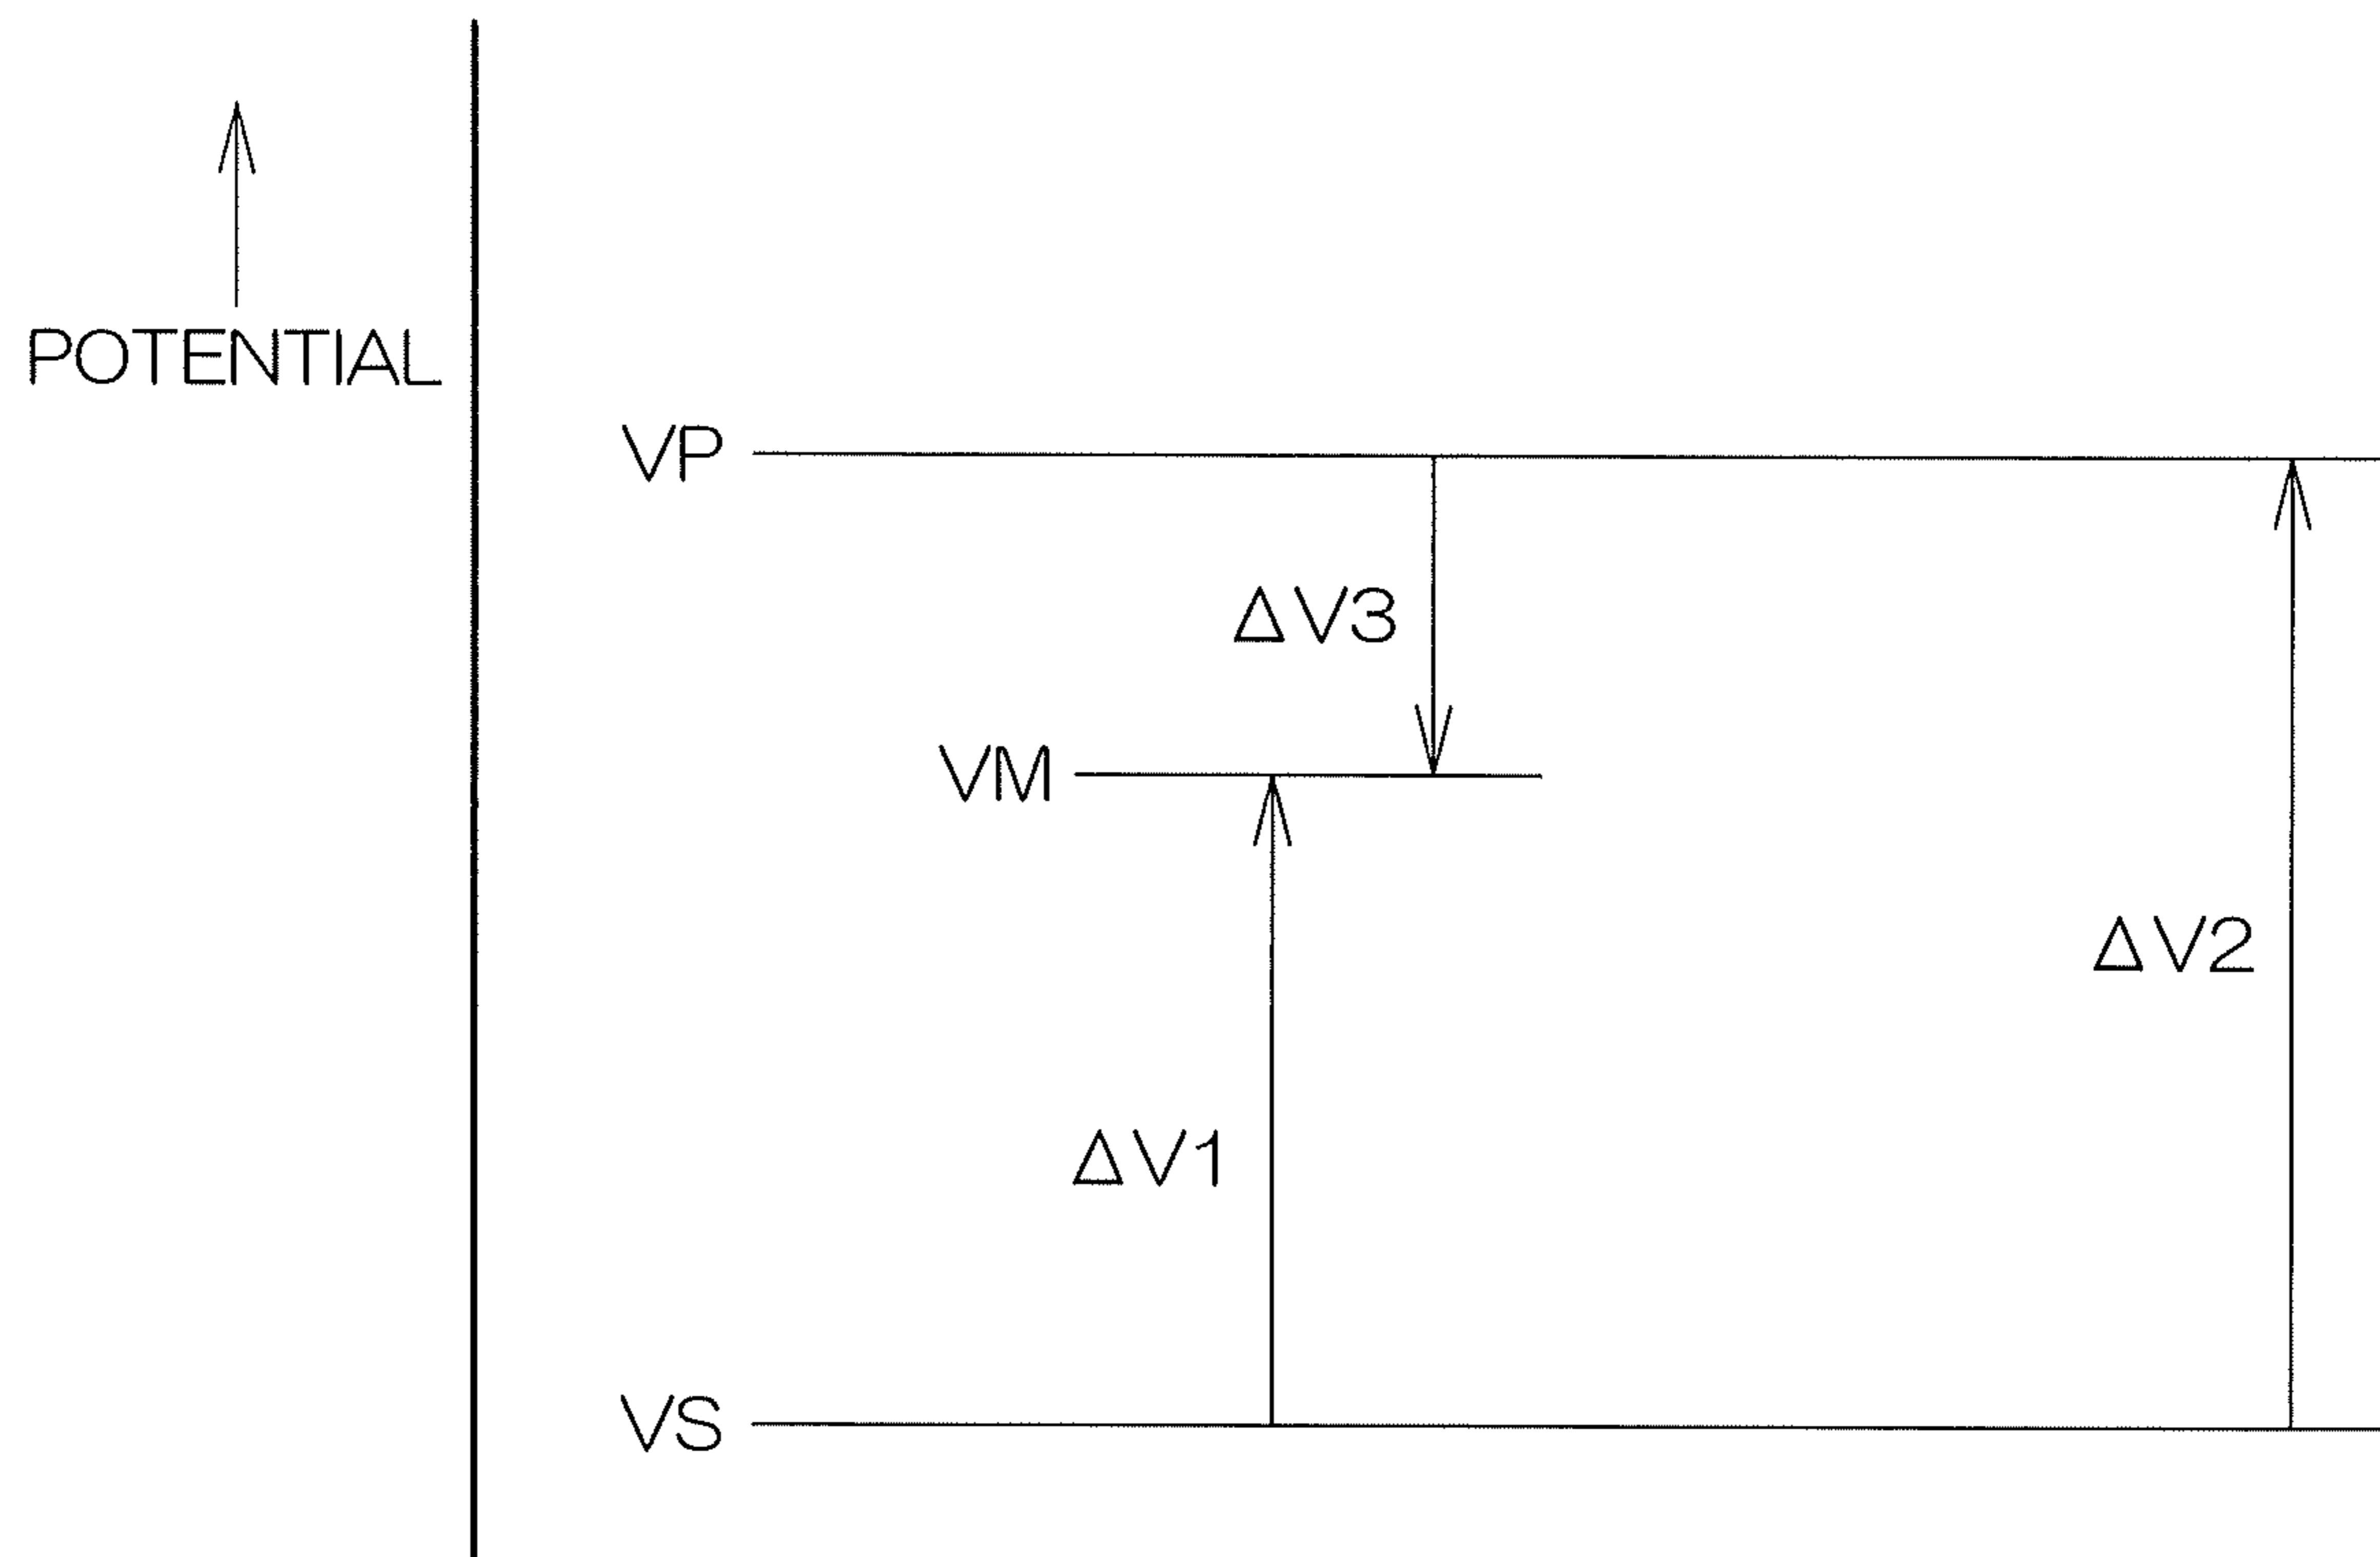 POTENTIAL
VP
ΔV3
VM
ΔV2
ΔV1
VS